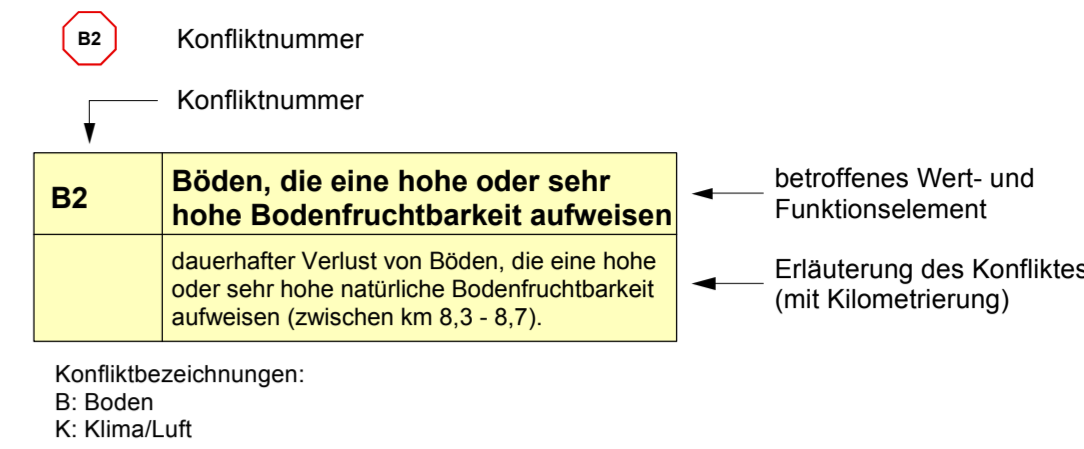 B2 Konfliktnummer
Konfliktnummer
B2
Böden, die eine hohe oder sehr
hohe Bodenfruchtbarkeit aufweisen
betroffenes Wert- und
Funktionselement
dauerhafter Verlust von Böden, die eine hohe
oder sehr hohe natürliche Bodenfruchtbarkeit
aufweisen (zwischen km 8,3 - 8,7).
Erläuterung des Konfliktes
(mit Kilometrierung)
Konfliktbezeichnungen:
B: Boden
K: Klima/Luft